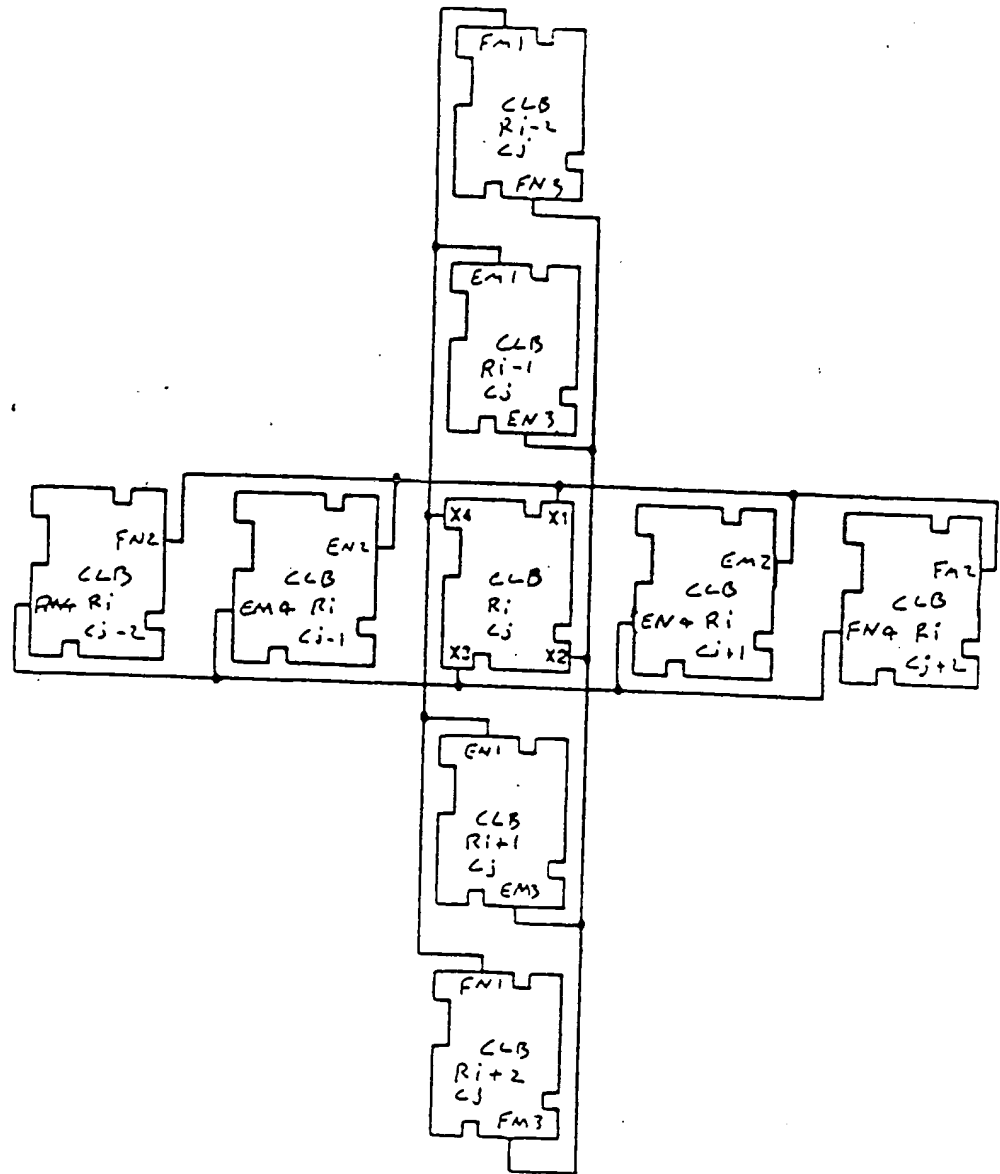 FM1
CLB
Ri-2
Cj
FN3
EM1
CLB
Ri-1
Cj
EN3
FN2
CLB
FM4 Ri
Cj-2
EN2
CLB
EM4 Ri
Cj-1
X4 X1
CLB
Ri
Cj
X3 X2
EM2
CLB
EN4 Ri
Cj+1
FM2
CLB
FN4 Ri
Cj+2
EN1
CLB
Ri+1
Cj
EM3
FN1
CLB
Ri+2
Cj
FM3